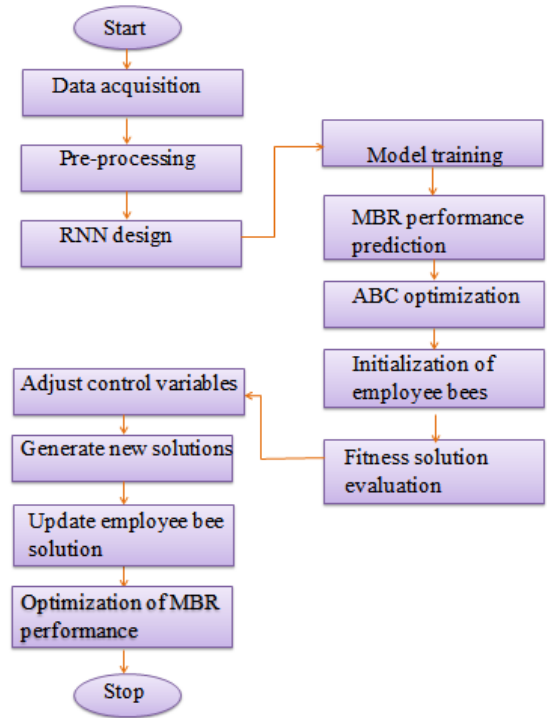 Start
Data acquisition
Pre-processing
RNN design
Model training
MBR performance
prediction
ABC optimization
Initialization of
employee bees
Fitness solution
evaluation
Adjust control variables
Generate new solutions
Update employee bee
solution
Optimization of MBR
performance
Stop